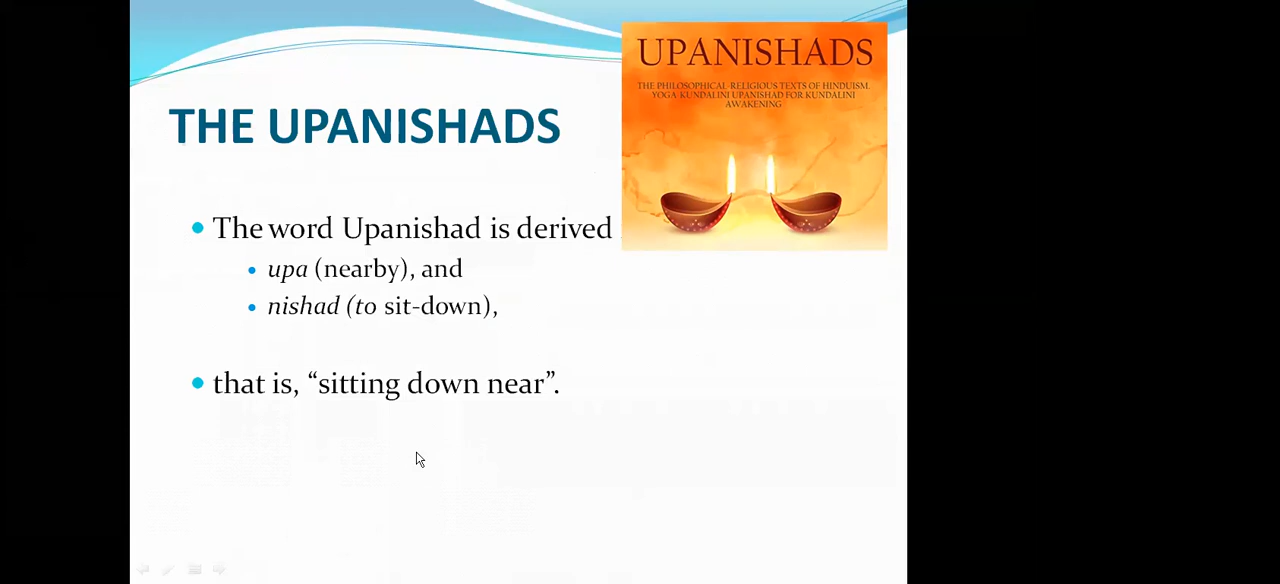 UPANISHADS
THE PHILOSOPHICAL-RELIGIOUS TEXTS OF HINDUISM.
YOGA-KUNDALINI UPANISHAD FOR KUNDALINI
AWAKENING
THE UPANISHADS
The word Upanishad is derived
upa (nearby), and
nishad (to sit-down),
that is, “sitting down near”.